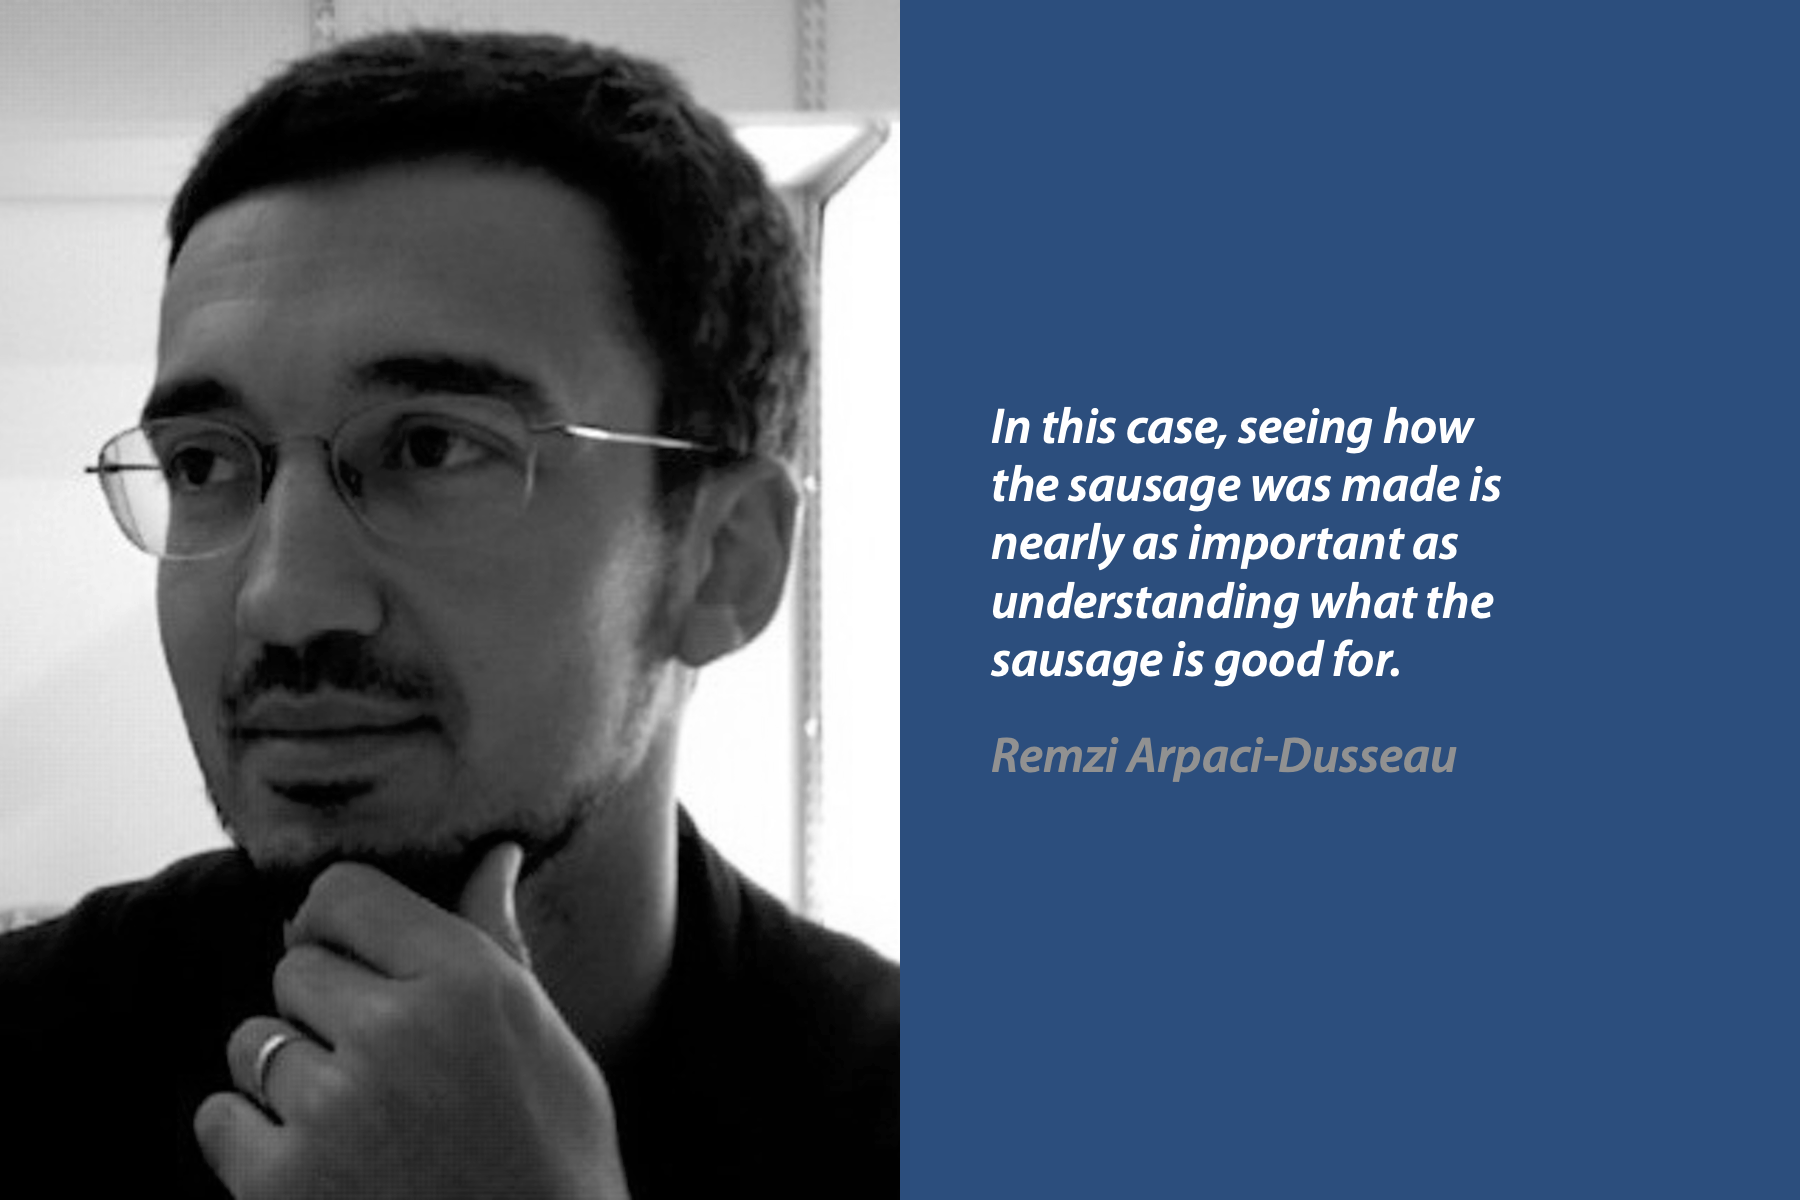 In this case, seeing how
the sausage was made is
nearly as important as
understanding what the
sausage is good for.
Remzi Arpaci-Dusseau